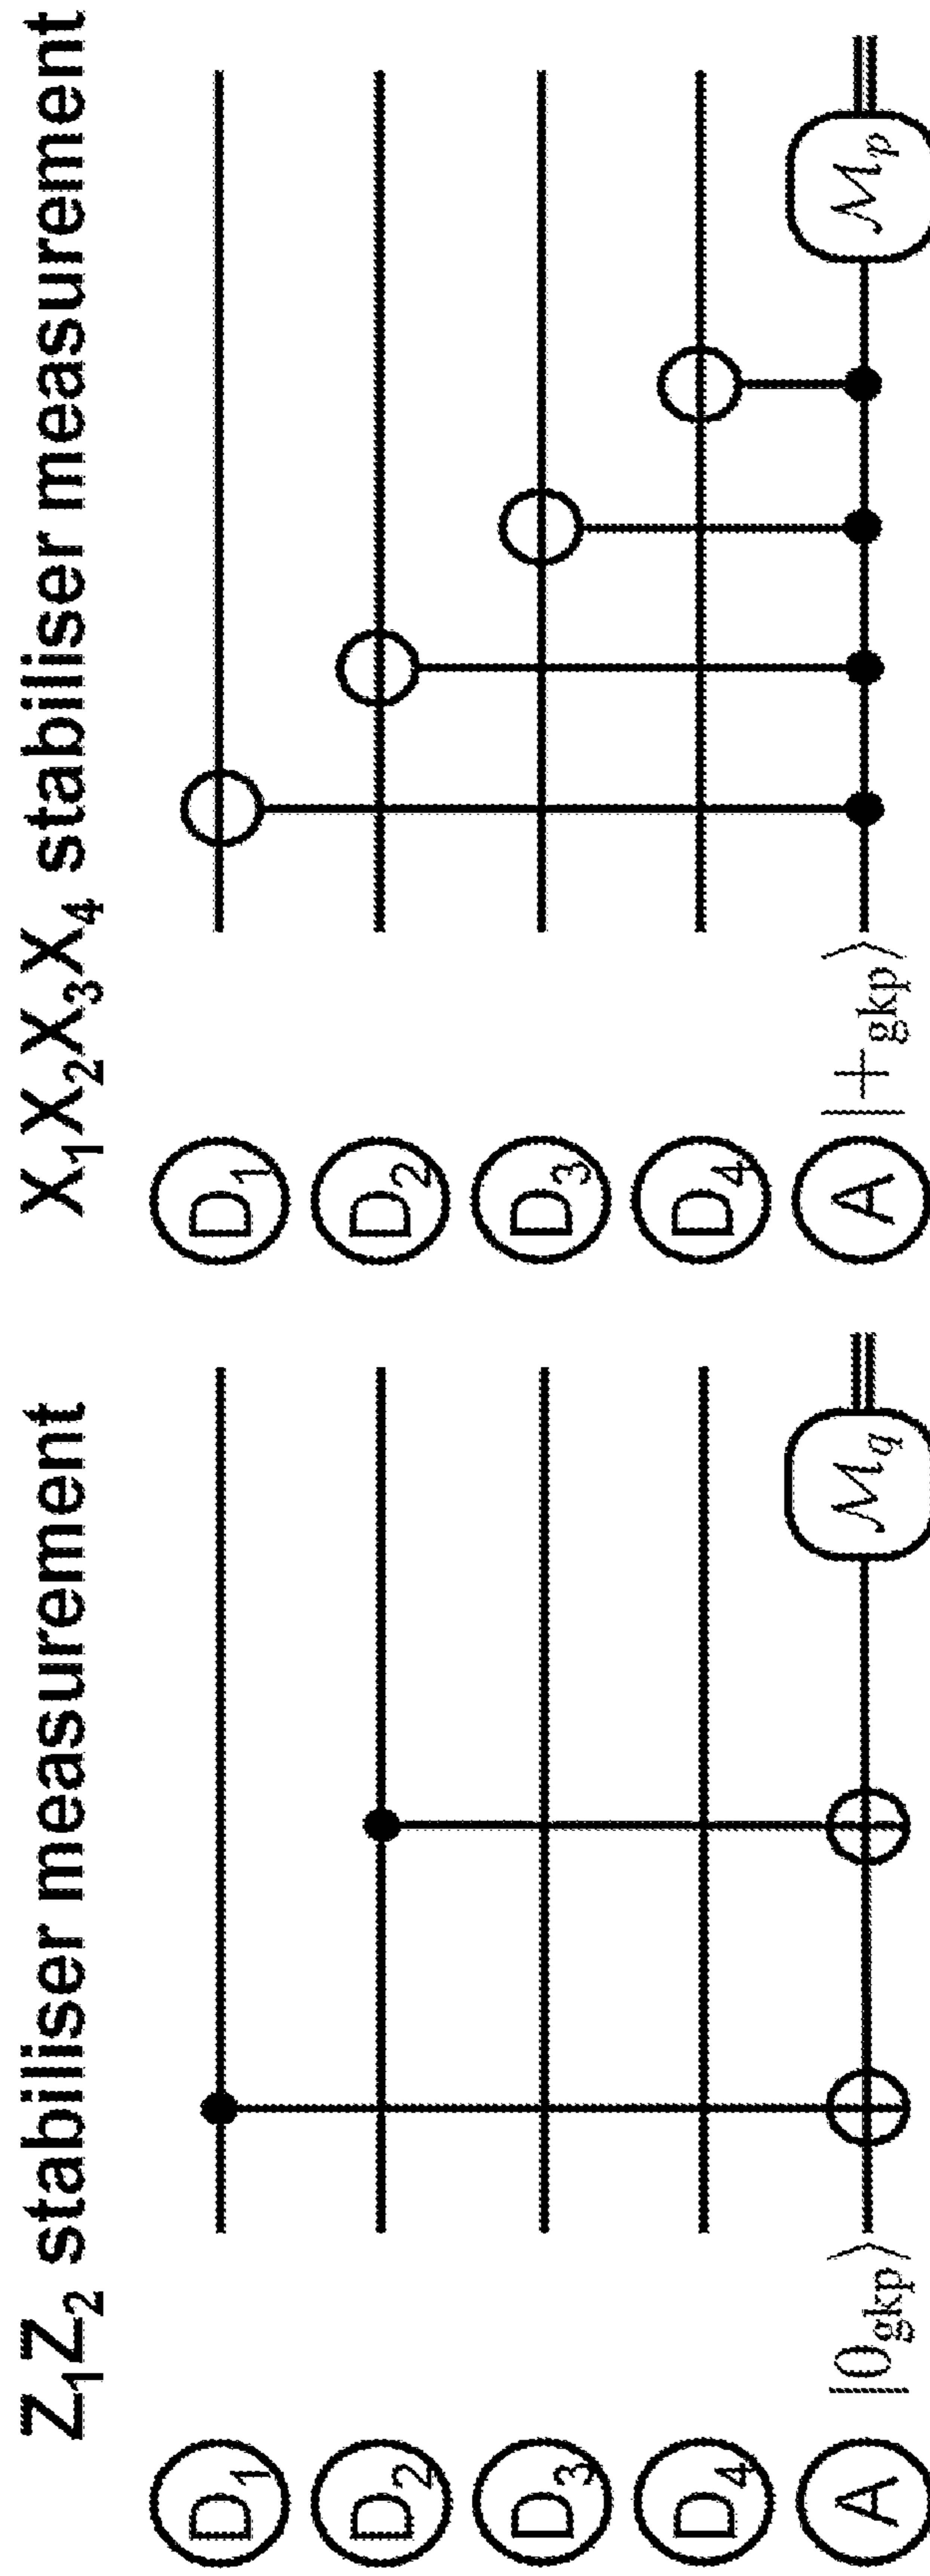 Z₁Z₂ stabiliser measurement
D₁
D₂
D₃
D₄
A
|0gkp⟩
ℳq
X₁X₂X₃X₄ stabiliser measurement
D₁
D₂
D₃
D₄
A
|+gkp⟩
ℳp